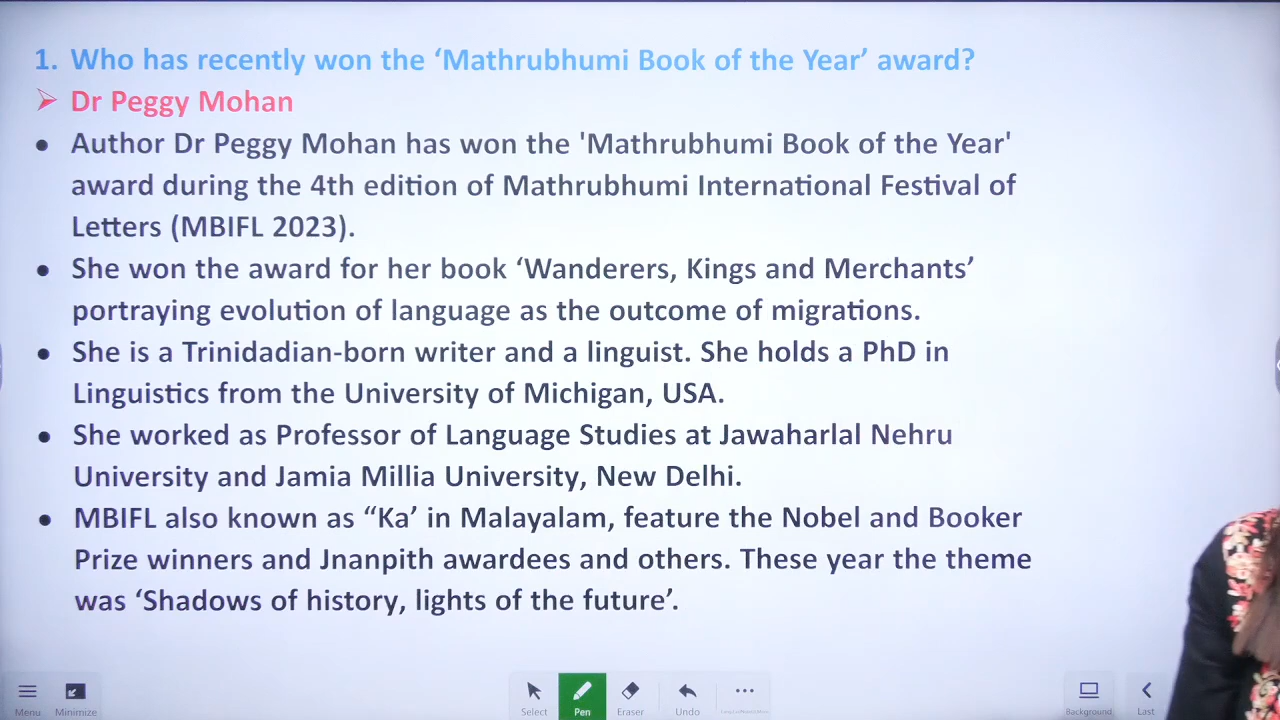 1. Who has recently won the ‘Mathrubhumi Book of the Year’ award?
➢ Dr Peggy Mohan
• Author Dr Peggy Mohan has won the 'Mathrubhumi Book of the Year'
award during the 4th edition of Mathrubhumi International Festival of
Letters (MBIFL 2023).
• She won the award for her book ‘Wanderers, Kings and Merchants’
portraying evolution of language as the outcome of migrations.
• She is a Trinidadian-born writer and a linguist. She holds a PhD in
Linguistics from the University of Michigan, USA.
• She worked as Professor of Language Studies at Jawaharlal Nehru
University and Jamia Millia University, New Delhi.
• MBIFL also known as “Ka’ in Malayalam, feature the Nobel and Booker
Prize winners and Jnanpith awardees and others. These year the theme
was ‘Shadows of history, lights of the future’.
Menu Minimize Select Pen Eraser Undo Background Last